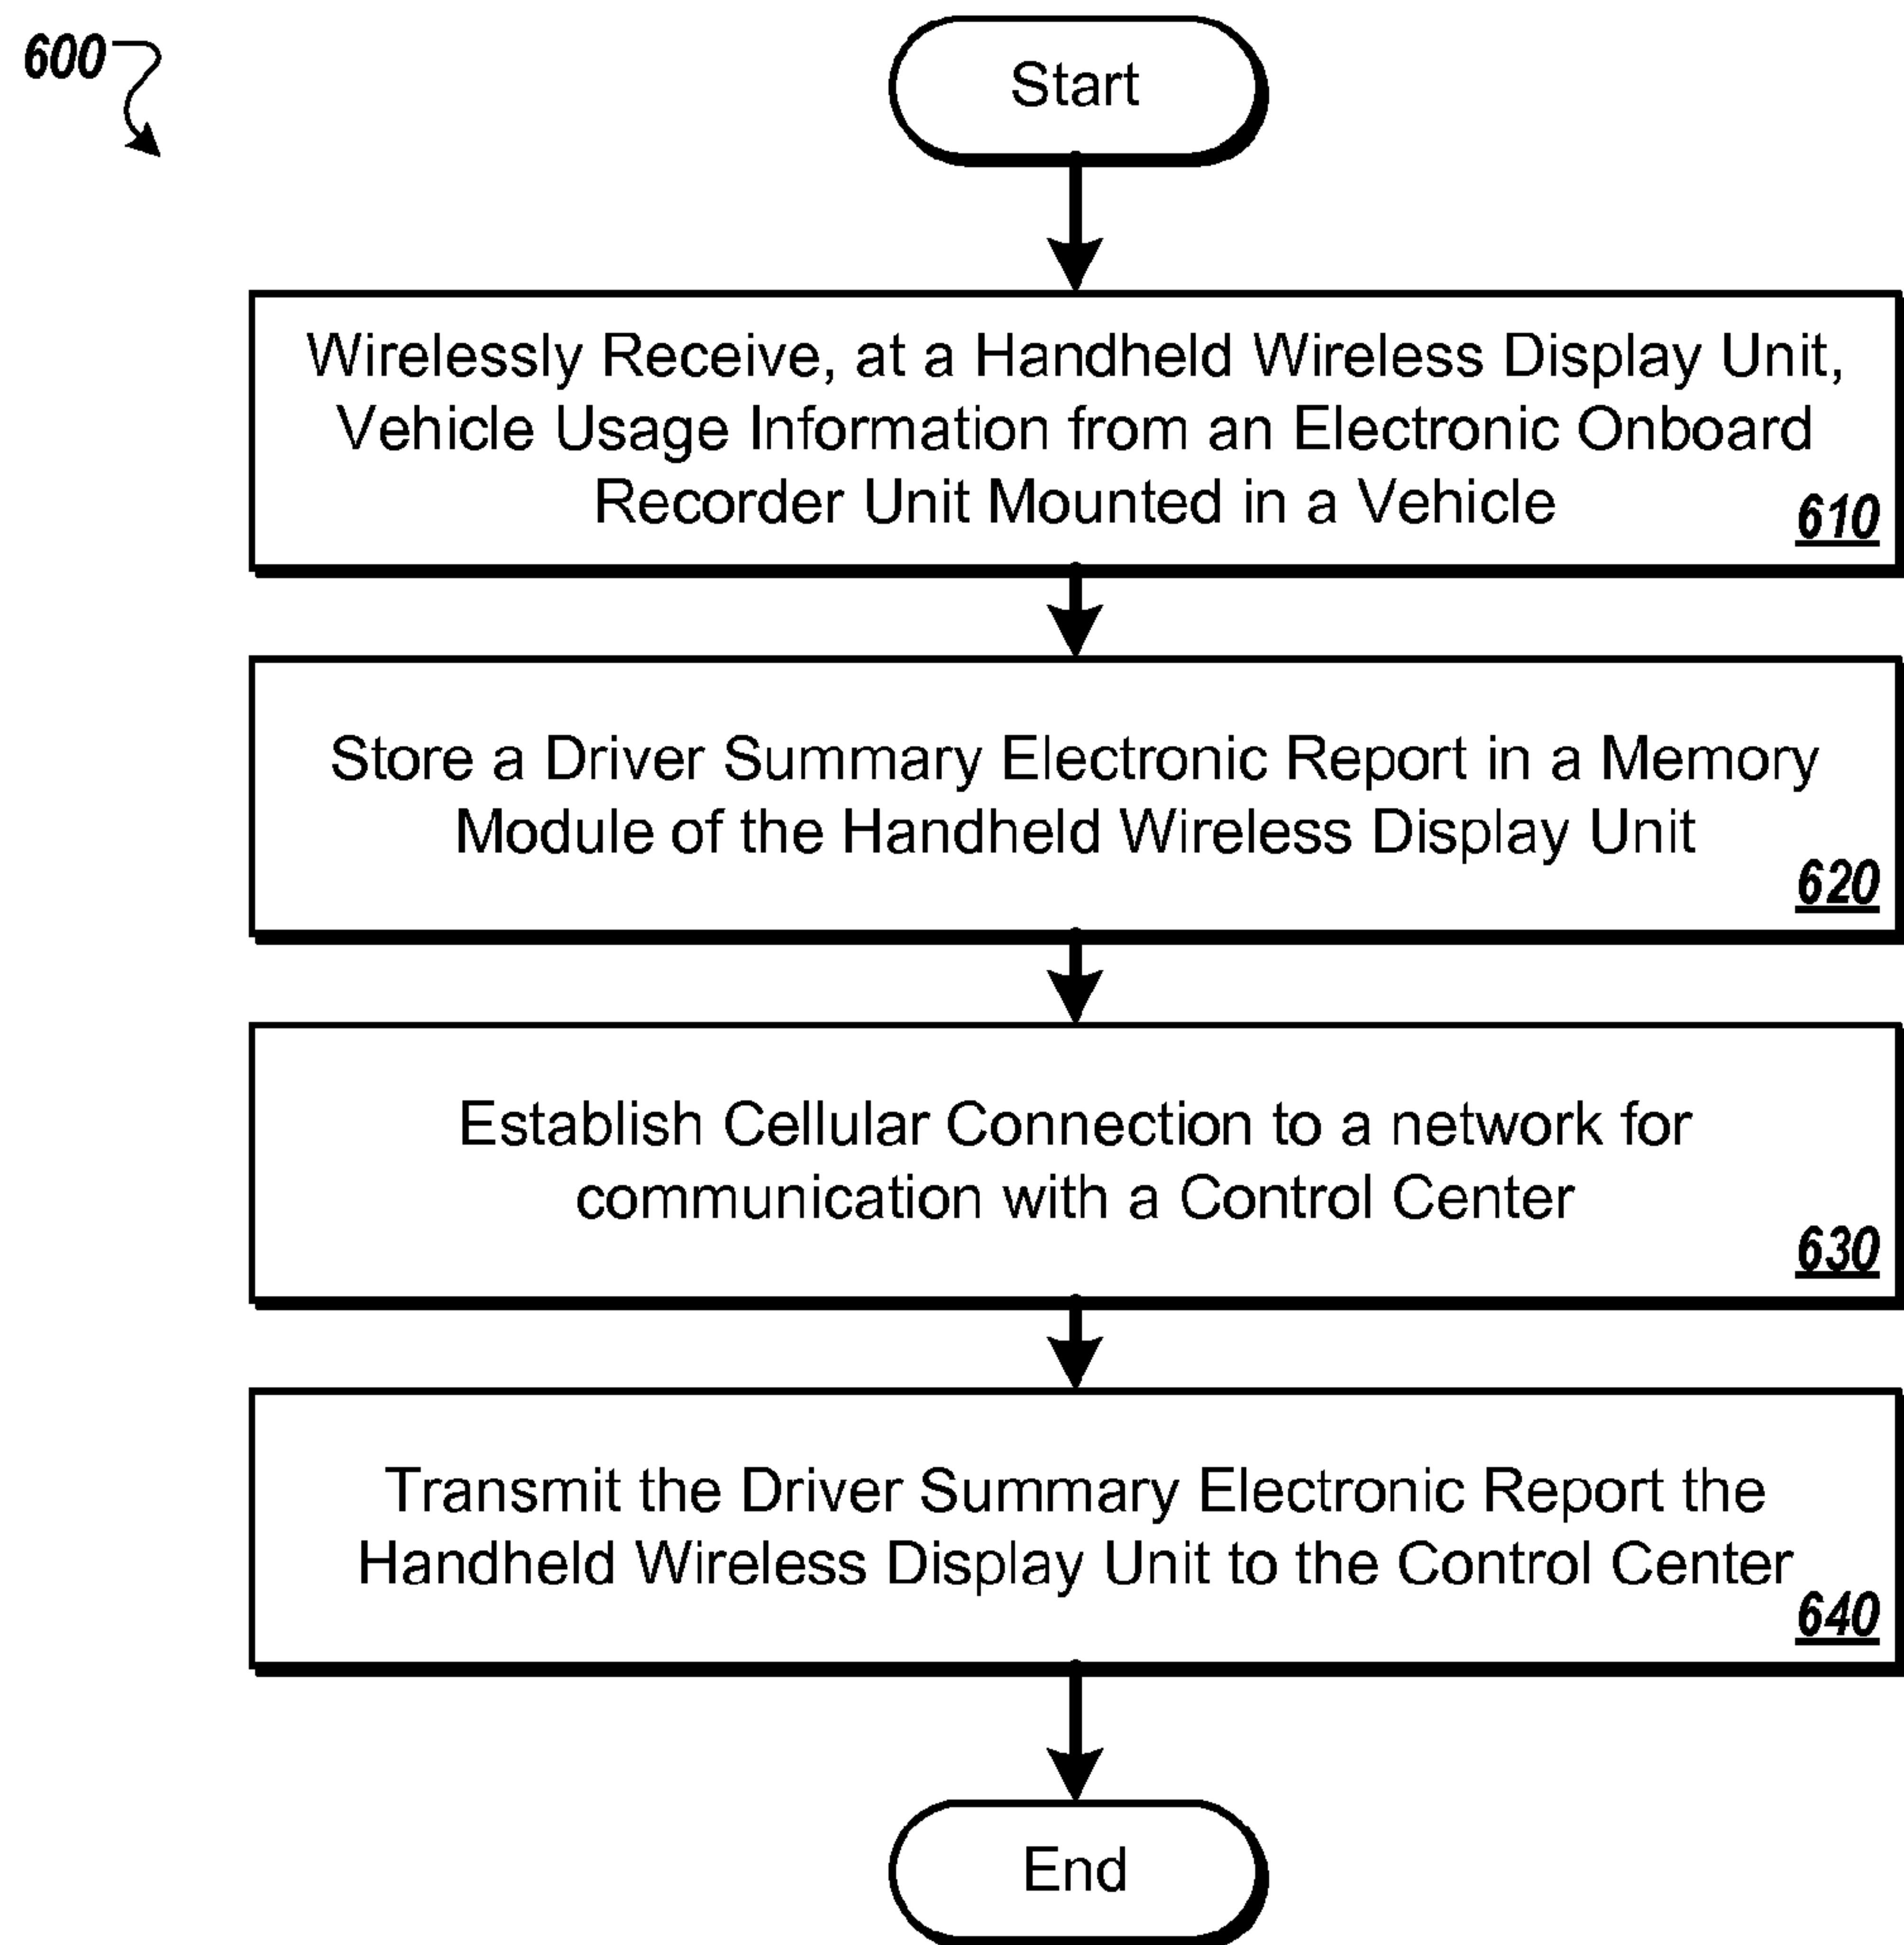 600
Start
Wirelessly Receive, at a Handheld Wireless Display Unit,
Vehicle Usage Information from an Electronic Onboard
Recorder Unit Mounted in a Vehicle
610
Store a Driver Summary Electronic Report in a Memory
Module of the Handheld Wireless Display Unit
620
Establish Cellular Connection to a network for
communication with a Control Center
630
Transmit the Driver Summary Electronic Report the
Handheld Wireless Display Unit to the Control Center
640
End